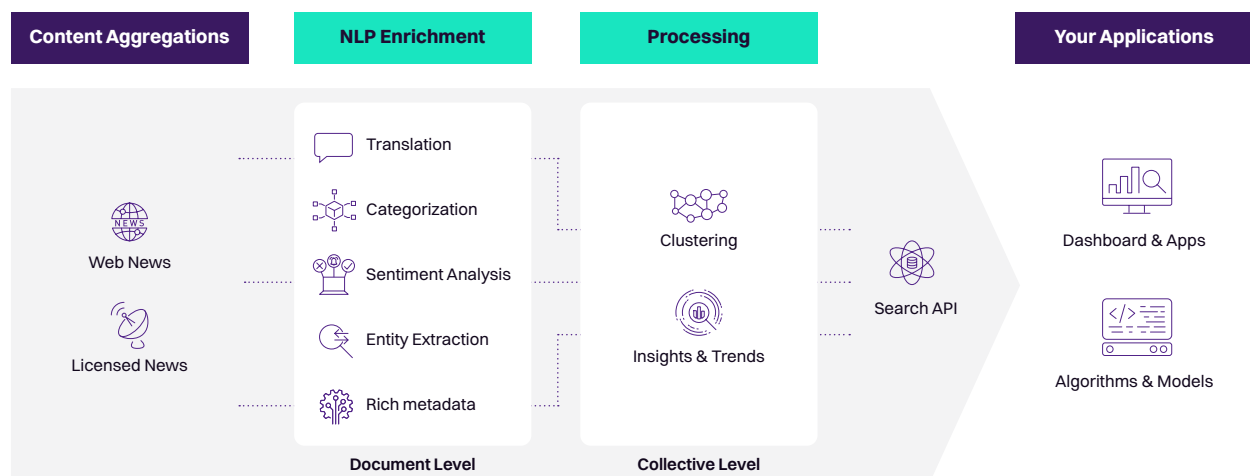 Content Aggregations
NLP Enrichment
Processing
Your Applications
NEWS
Web News
Licensed News
Translation
Categorization
Sentiment Analysis
Entity Extraction
Rich metadata
Document Level
Clustering
Insights & Trends
Collective Level
Search API
Dashboard & Apps
</>
Algorithms & Models